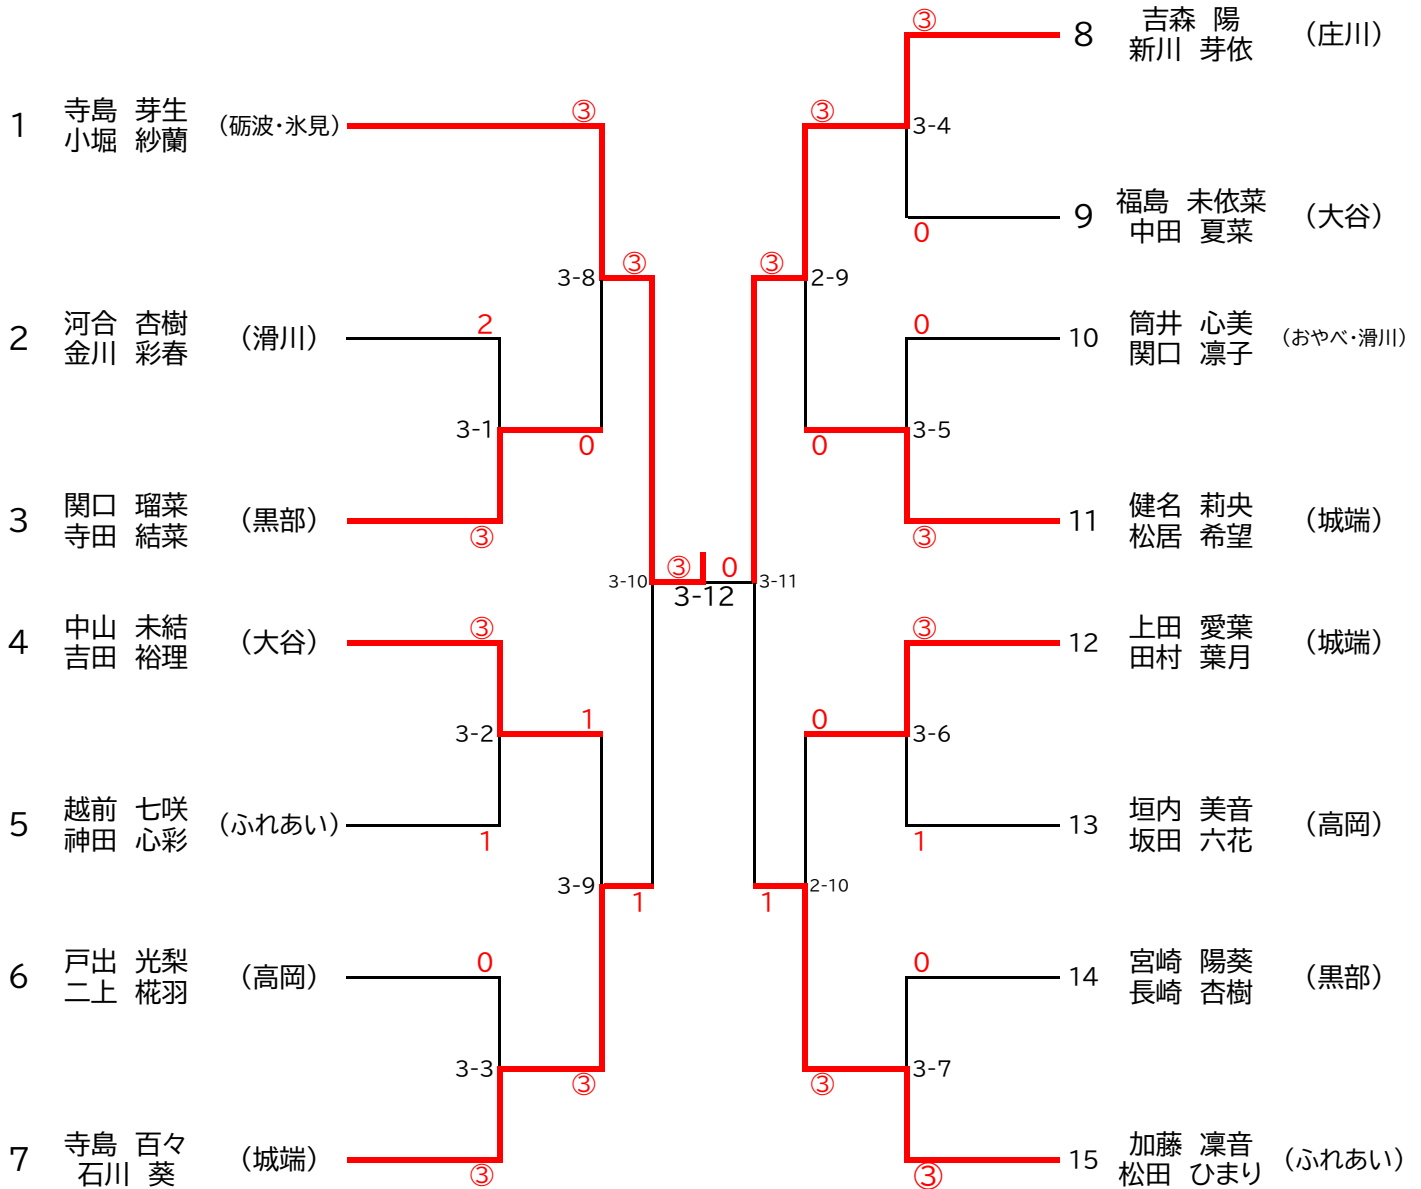 1 寺島 芽生 (砺波・氷見)
小堀 紗蘭
③
2 河合 杏樹 (滑川)
金川 彩春
2
3-1
3 関口 瑠菜 (黒部)
寺田 結菜
③
3-8
0
③
4 中山 未結 (大谷)
吉田 裕理
③
3-2
1
5 越前 七咲 (ふれあい)
神田 心彩
1
3-9
1
6 戸出 光梨 (高岡)
二上 椛羽
0
3-3
③
7 寺島 百々 (城端)
石川 葵
③
3-10
③ 0
3-12
3-11
8 吉森 陽 (庄川)
新川 芽依
③
③
3-4
9 福島 未依菜 (大谷)
中田 夏菜
0
③
2-9
10 筒井 心美 (おやべ・滑川)
関口 凛子
0
0
3-5
11 健名 莉央 (城端)
松居 希望
③
12 上田 愛葉 (城端)
田村 葉月
③
0
3-6
13 垣内 美音 (高岡)
坂田 六花
1
1
2-10
14 宮崎 陽葵 (黒部)
長崎 杏樹
0
③
3-7
15 加藤 凜音 (ふれあい)
松田 ひまり
③